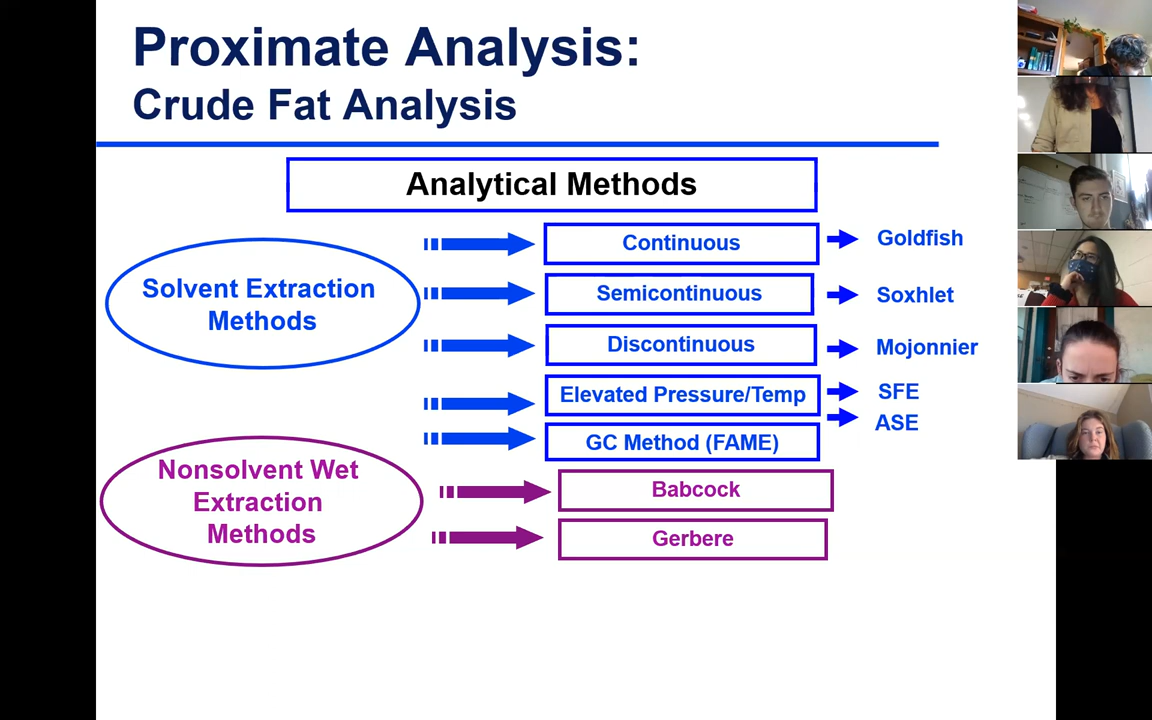 Proximate Analysis:
Crude Fat Analysis
Analytical Methods
Solvent Extraction
Methods
Continuous
Goldfish
Semicontinuous
Soxhlet
Discontinuous
Mojonnier
Elevated Pressure/Temp
SFE
ASE
GC Method (FAME)
Nonsolvent Wet
Extraction
Methods
Babcock
Gerbere